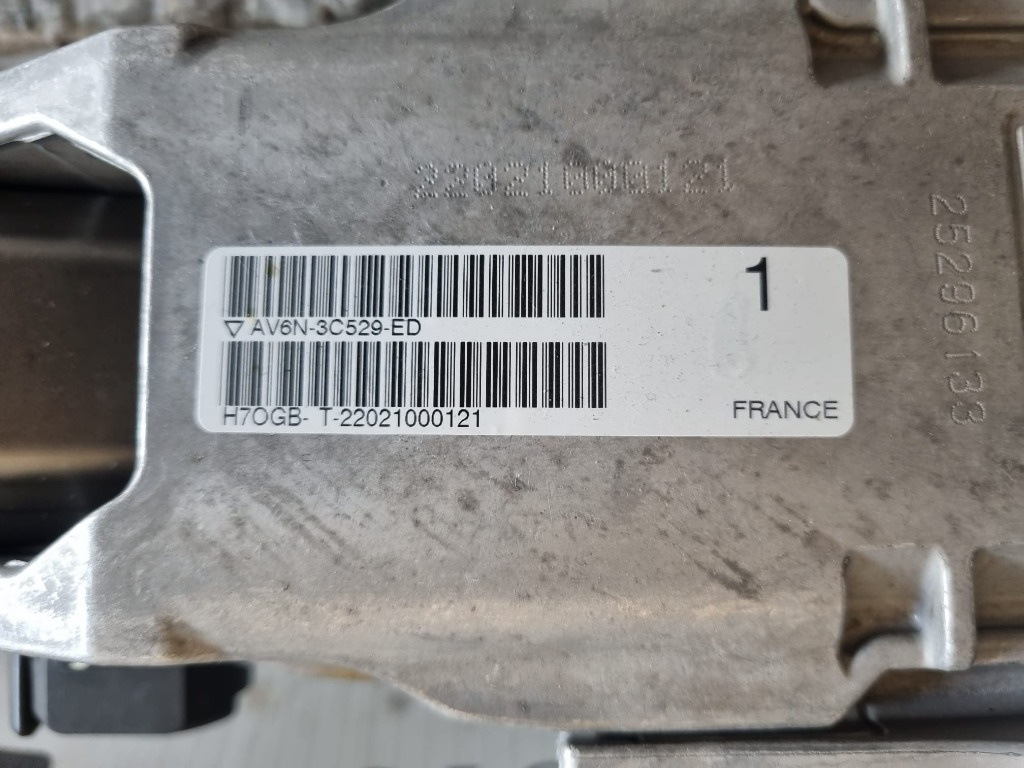 22021000121
1
▽ AV6N-3C529-ED
H7OGB- T-22021000121
FRANCE
25296133